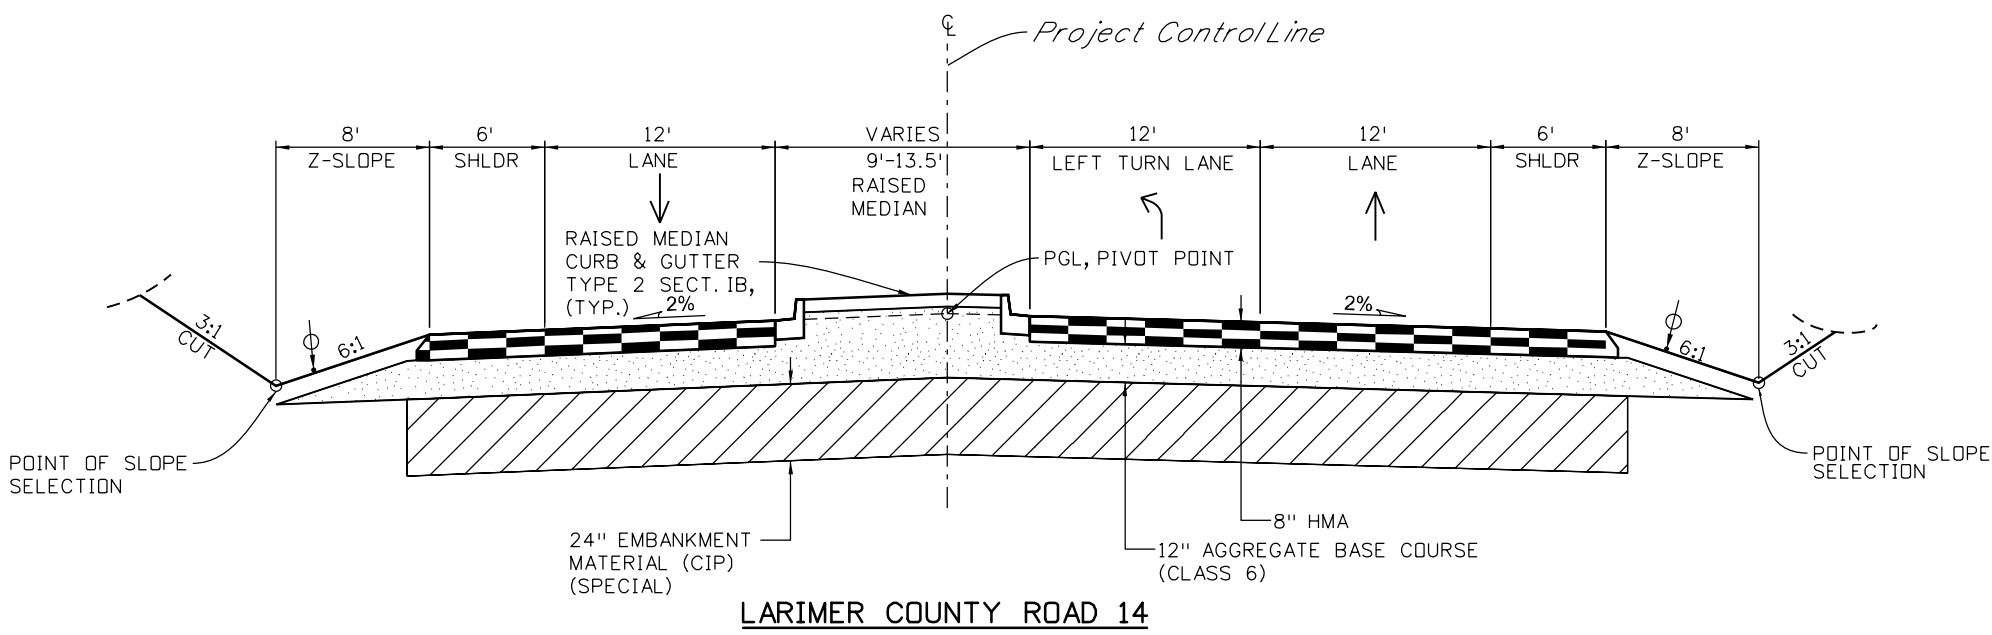 ℄
Project Control Line
8'
6'
12'
VARIES
12'
12'
6'
8'
Z-SLOPE
SHLDR
LANE
9'-13.5'
RAISED
MEDIAN
LEFT TURN LANE
LANE
SHLDR
Z-SLOPE
RAISED MEDIAN
CURB & GUTTER
TYPE 2 SECT. IB,
(TYP.)
2%
PGL, PIVOT POINT
2%
3:1
CUT
6:1
6:1
3:1
CUT
POINT OF SLOPE
SELECTION
POINT OF SLOPE
SELECTION
24" EMBANKMENT
MATERIAL (CIP)
(SPECIAL)
8" HMA
12" AGGREGATE BASE COURSE
(CLASS 6)
LARIMER COUNTY ROAD 14